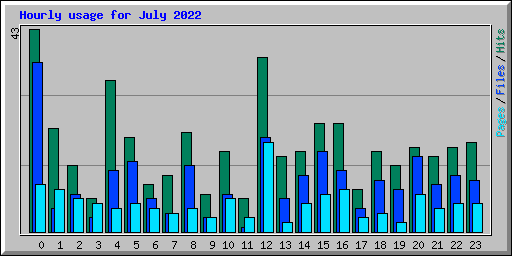 Hourly usage for July 2022
43
Pages / Files / Hits
0 1 2 3 4 5 6 7 8 9 10 11 12 13 14 15 16 17 18 19 20 21 22 23